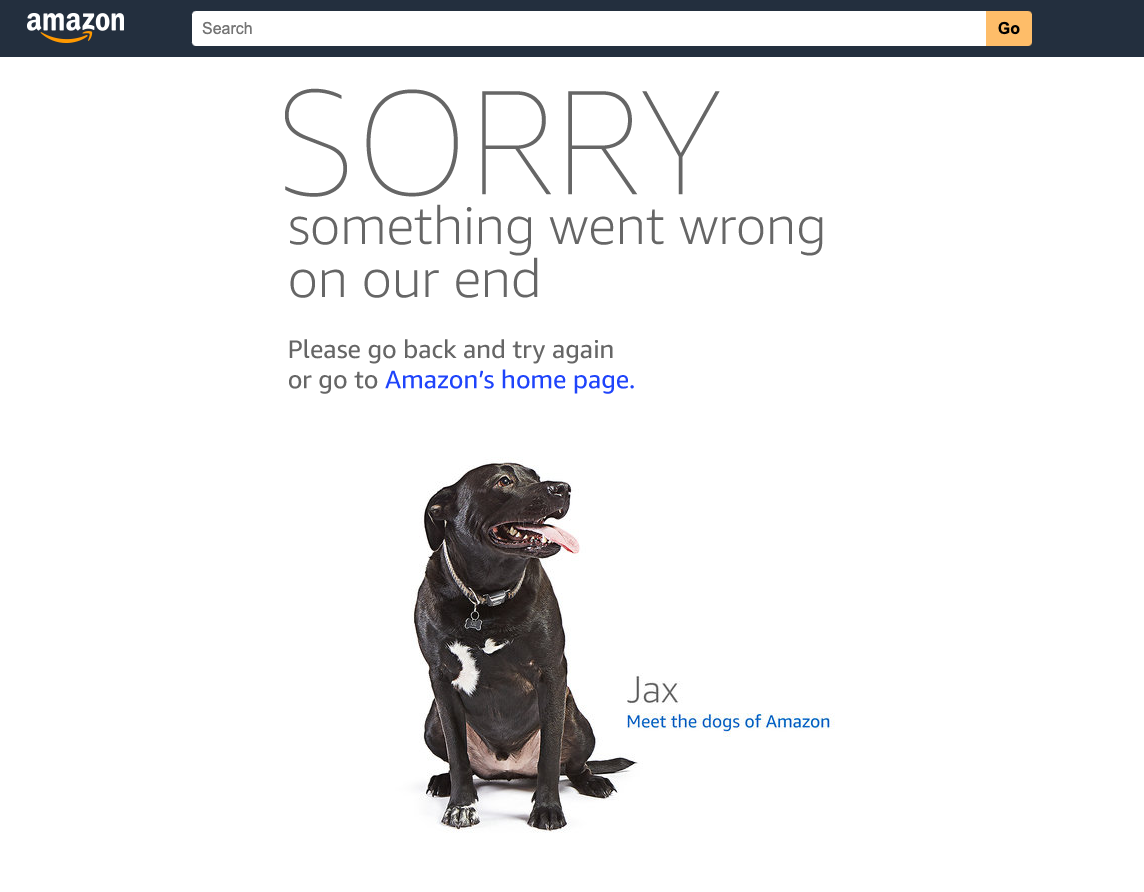 amazon
Search
Go
SORRY
something went wrong
on our end
Please go back and try again
or go to Amazon’s home page.
Jax
Meet the dogs of Amazon